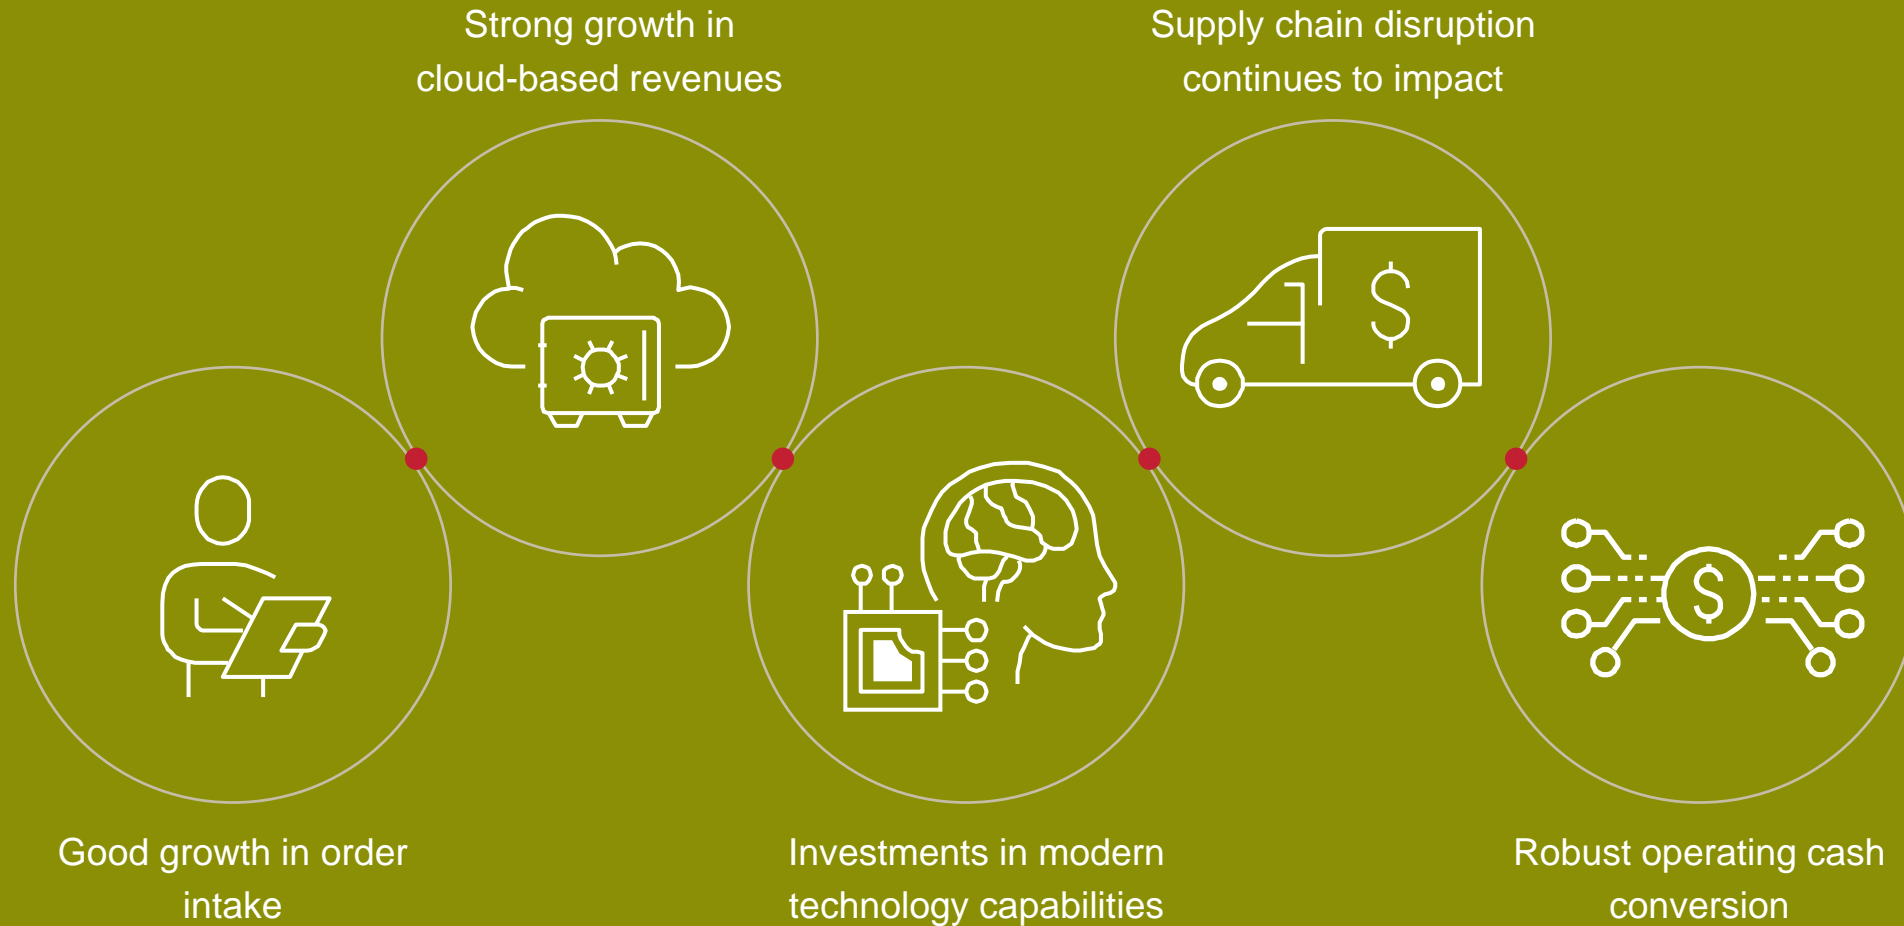 Strong growth in
cloud-based revenues
Supply chain disruption
continues to impact
$
$
Good growth in order
intake
Investments in modern
technology capabilities
Robust operating cash
conversion